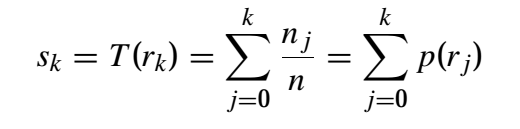 $s_k = T(r_k) = \sum_{j=0}^{k} \frac{n_j}{n} = \sum_{j=0}^{k} p(r_j)$